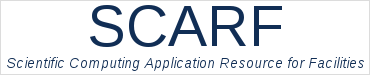 SCARF
Scientific Computing Application Resource for Facilities